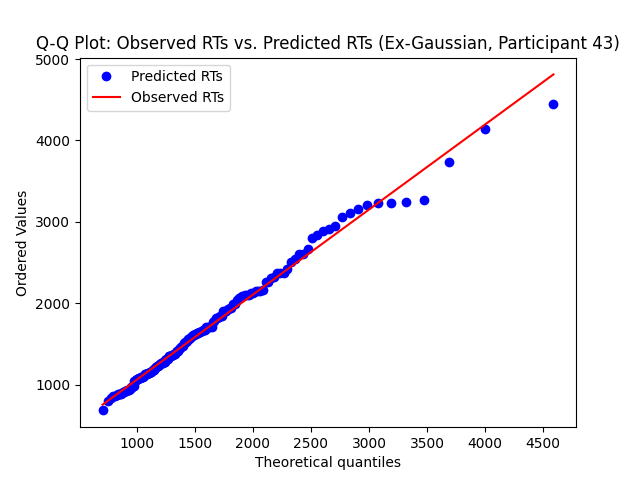 Q-Q Plot: Observed RTs vs. Predicted RTs (Ex-Gaussian, Participant 43)
Predicted RTs
Observed RTs
Ordered Values
5000
4000
3000
2000
1000
1000 1500 2000 2500 3000 3500 4000 4500
Theoretical quantiles